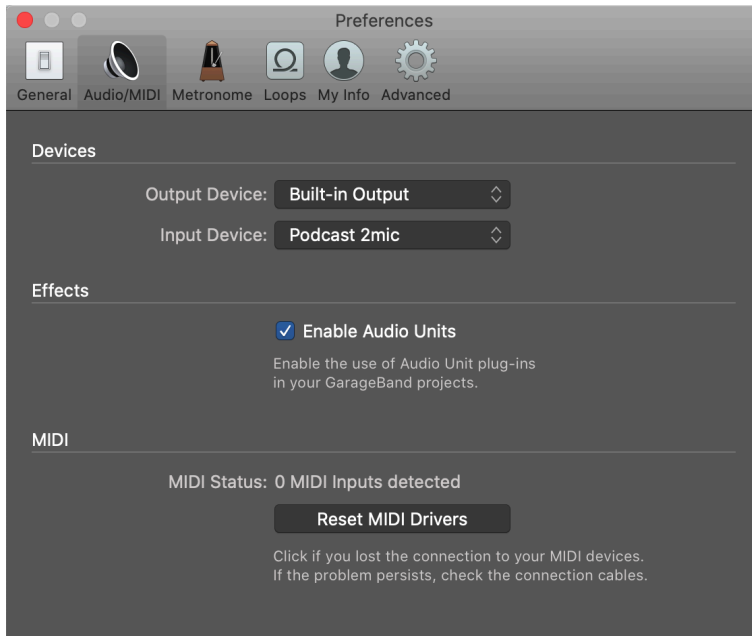 Preferences
General Audio/MIDI Metronome Loops My Info Advanced
Devices
Output Device: Built-in Output
Input Device: Podcast 2mic
Effects
Enable Audio Units
Enable the use of Audio Unit plug-ins
in your GarageBand projects.
MIDI
MIDI Status: 0 MIDI Inputs detected
Reset MIDI Drivers
Click if you lost the connection to your MIDI devices.
If the problem persists, check the connection cables.